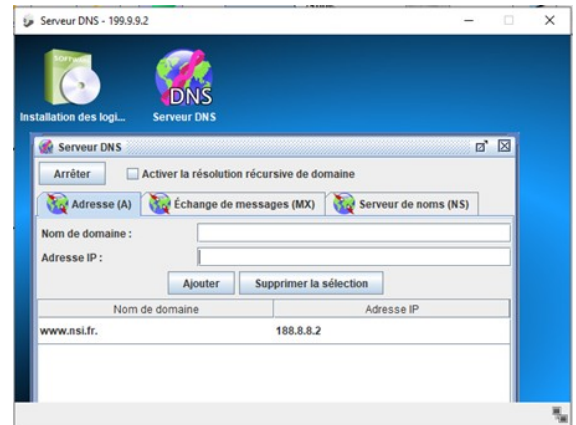 Serveur DNS - 199.9.9.2
DNS
Installation des logi... Serveur DNS
Serveur DNS
Arrêter Activer la résolution récursive de domaine
Adresse (A) Échange de messages (MX) Serveur de noms (NS)
Nom de domaine :
Adresse IP :
Ajouter Supprimer la sélection
Nom de domaine Adresse IP
www.nsi.fr. 188.8.8.2